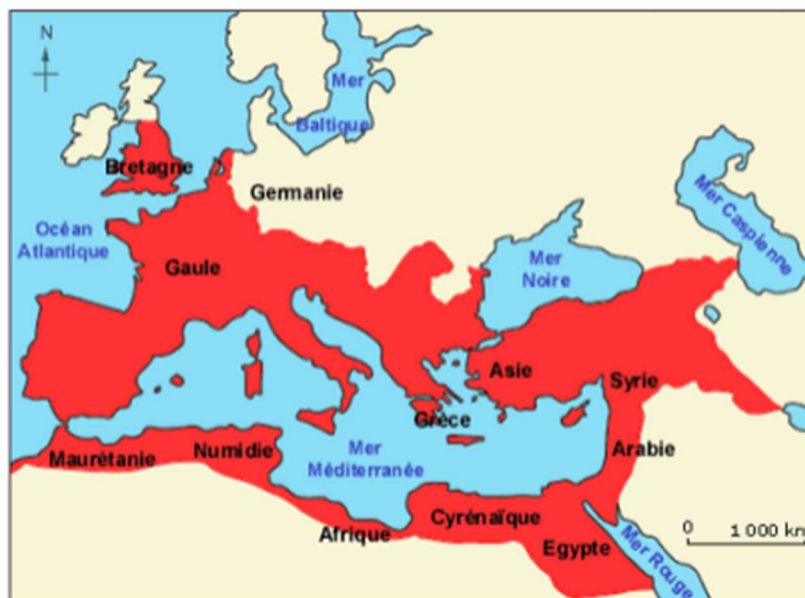 N
Mer
Baltique
Bretagne
Germanie
Mer Caspienne
Océan
Atlantique
Gaule
Mer
Noire
Asie
Syrie
Grèce
Maurétanie
Numidie
Mer
Méditerranée
Arabie
Afrique
Cyrénaïque
Egypte
Mer Rouge
0 1 000 km